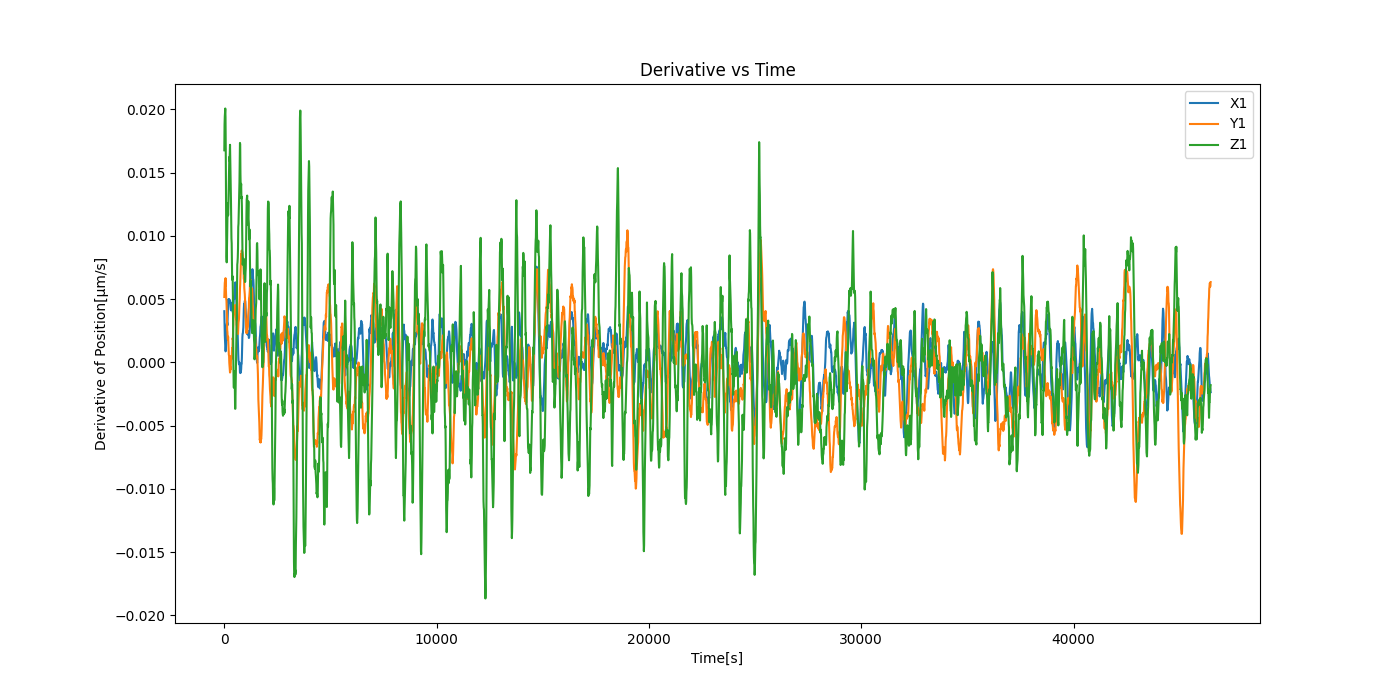 Derivative vs Time
X1
Y1
Z1
Derivative of Position[μm/s]
0.020
0.015
0.010
0.005
0.000
−0.005
−0.010
−0.015
−0.020
0 10000 20000 30000 40000
Time[s]